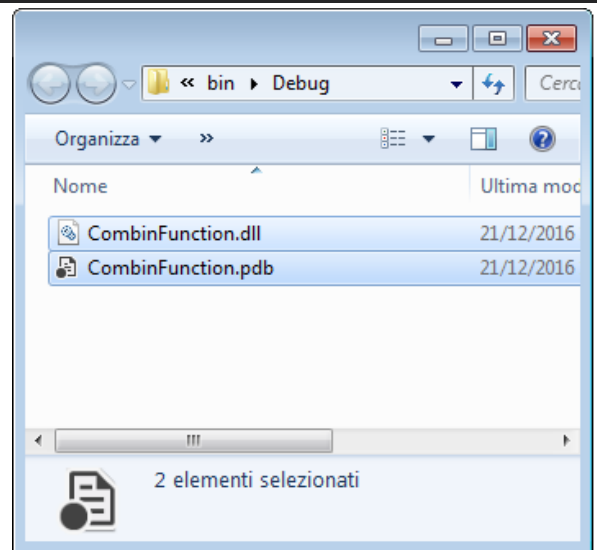 « bin Debug Cerc
Organizza »
Nome Ultima mod
CombinFunction.dll 21/12/2016
CombinFunction.pdb 21/12/2016
2 elementi selezionati